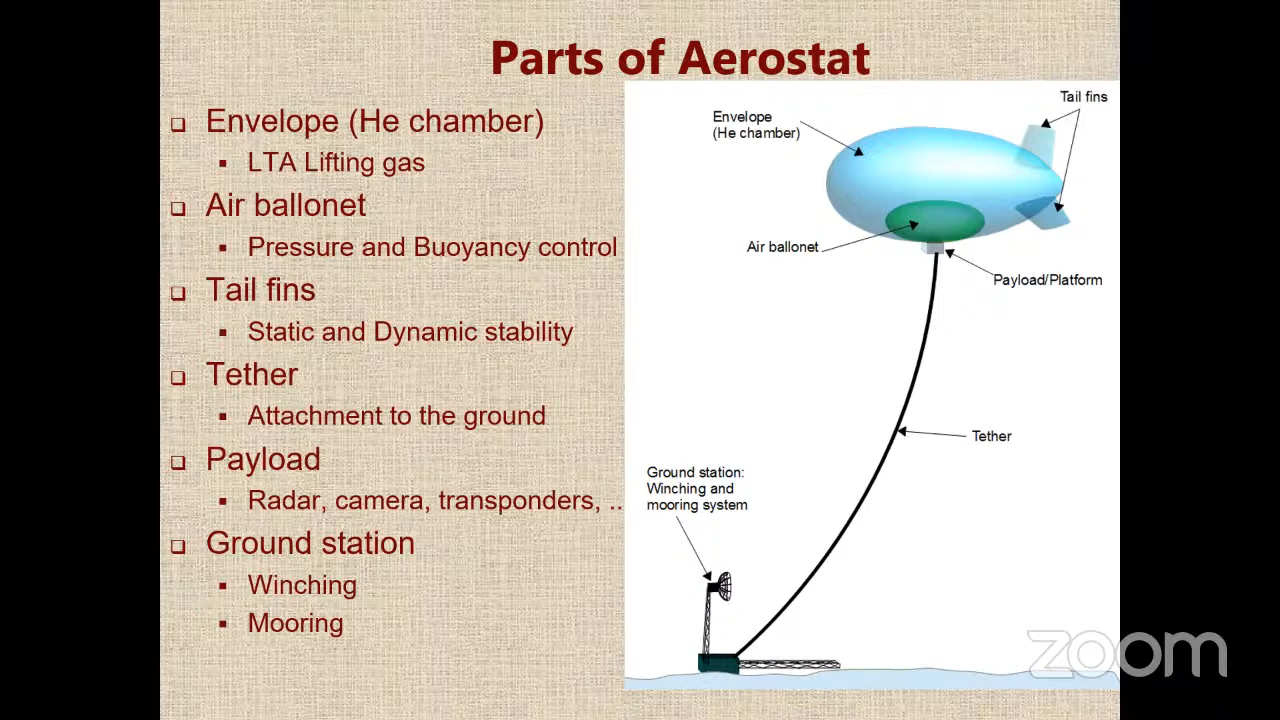 Parts of Aerostat
Envelope (He chamber)
LTA Lifting gas
Air ballonet
Pressure and Buoyancy control
Tail fins
Static and Dynamic stability
Tether
Attachment to the ground
Payload
Radar, camera, transponders, ..
Ground station
Winching
Mooring
Tail fins
Envelope
(He chamber)
Air ballonet
Payload/Platform
Tether
Ground station:
Winching and
mooring system
zoom